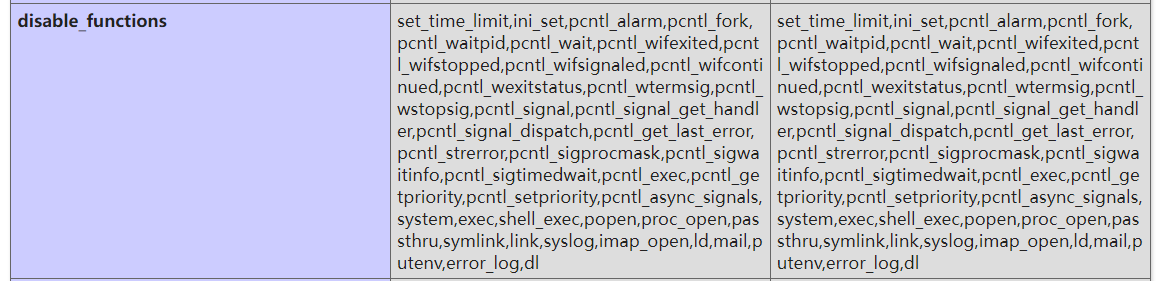 disable_functions
set_time_limit,ini_set,pcntl_alarm,pcntl_fork,
pcntl_waitpid,pcntl_wait,pcntl_wifexited,pcnt
l_wifstopped,pcntl_wifsignaled,pcntl_wifconti
nued,pcntl_wexitstatus,pcntl_wtermsig,pcntl_
wstopsig,pcntl_signal,pcntl_signal_get_handl
er,pcntl_signal_dispatch,pcntl_get_last_error,
pcntl_strerror,pcntl_sigprocmask,pcntl_sigwa
itinfo,pcntl_sigtimedwait,pcntl_exec,pcntl_ge
tpriority,pcntl_setpriority,pcntl_async_signals,
system,exec,shell_exec,popen,proc_open,pas
sthru,symlink,link,syslog,imap_open,ld,mail,p
utenv,error_log,dl
set_time_limit,ini_set,pcntl_alarm,pcntl_fork,
pcntl_waitpid,pcntl_wait,pcntl_wifexited,pcnt
l_wifstopped,pcntl_wifsignaled,pcntl_wifconti
nued,pcntl_wexitstatus,pcntl_wtermsig,pcntl_
wstopsig,pcntl_signal,pcntl_signal_get_handl
er,pcntl_signal_dispatch,pcntl_get_last_error,
pcntl_strerror,pcntl_sigprocmask,pcntl_sigwa
itinfo,pcntl_sigtimedwait,pcntl_exec,pcntl_ge
tpriority,pcntl_setpriority,pcntl_async_signals,
system,exec,shell_exec,popen,proc_open,pas
sthru,symlink,link,syslog,imap_open,ld,mail,p
utenv,error_log,dl